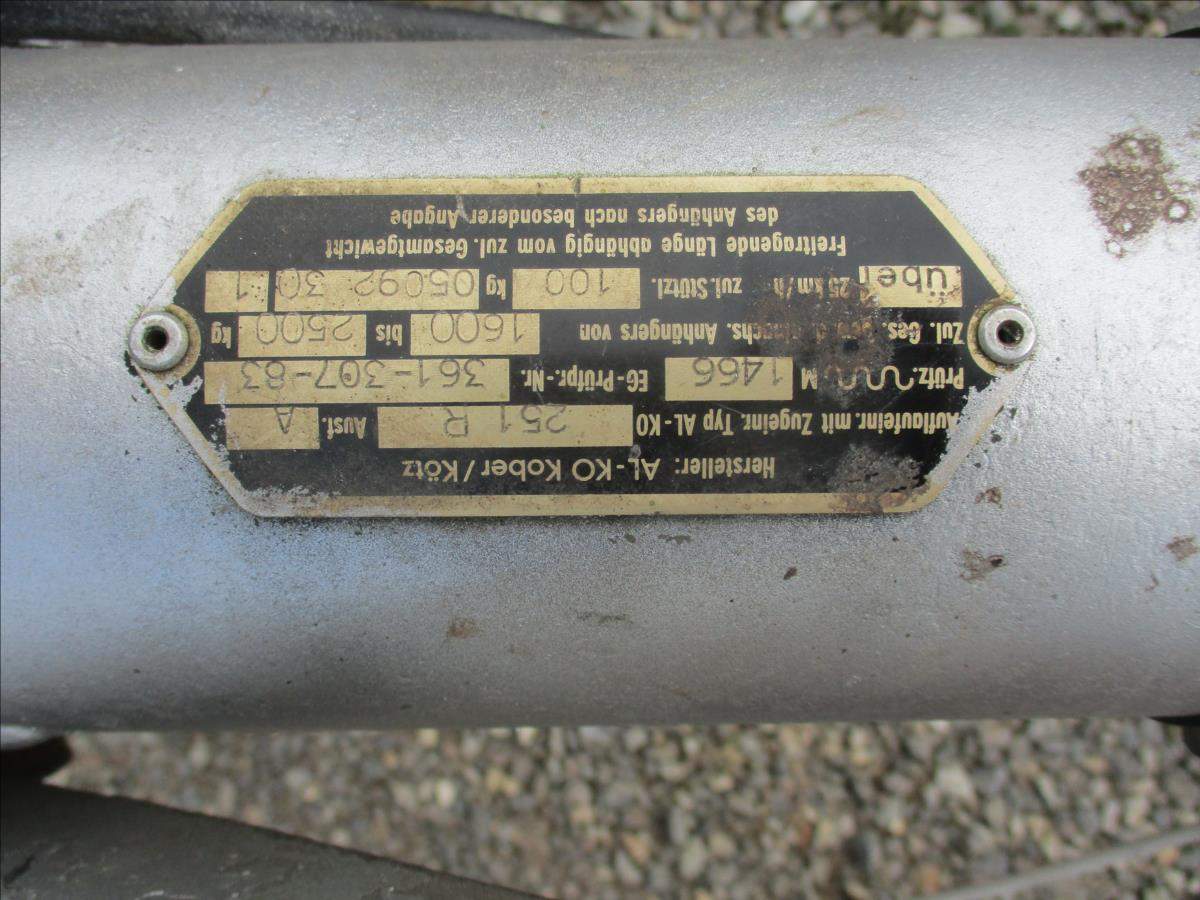 Hersteller: AL-KO Kober/Kötz
Auflaufeinr. mit Zugeinr. Typ AL-KO 251 R Ausf. A
Prüfz. M 1466 EG-Prüfpr.-Nr. 361-307-83
Zul. Ges. Anhängers von 1600 bis 2500 kg
Über 25 km/h zul. Stützl. 100 kg 05092 30 1
Freitragende Länge abhängig vom zul. Gesamtgewicht
des Anhängers nach besonderer Angabe